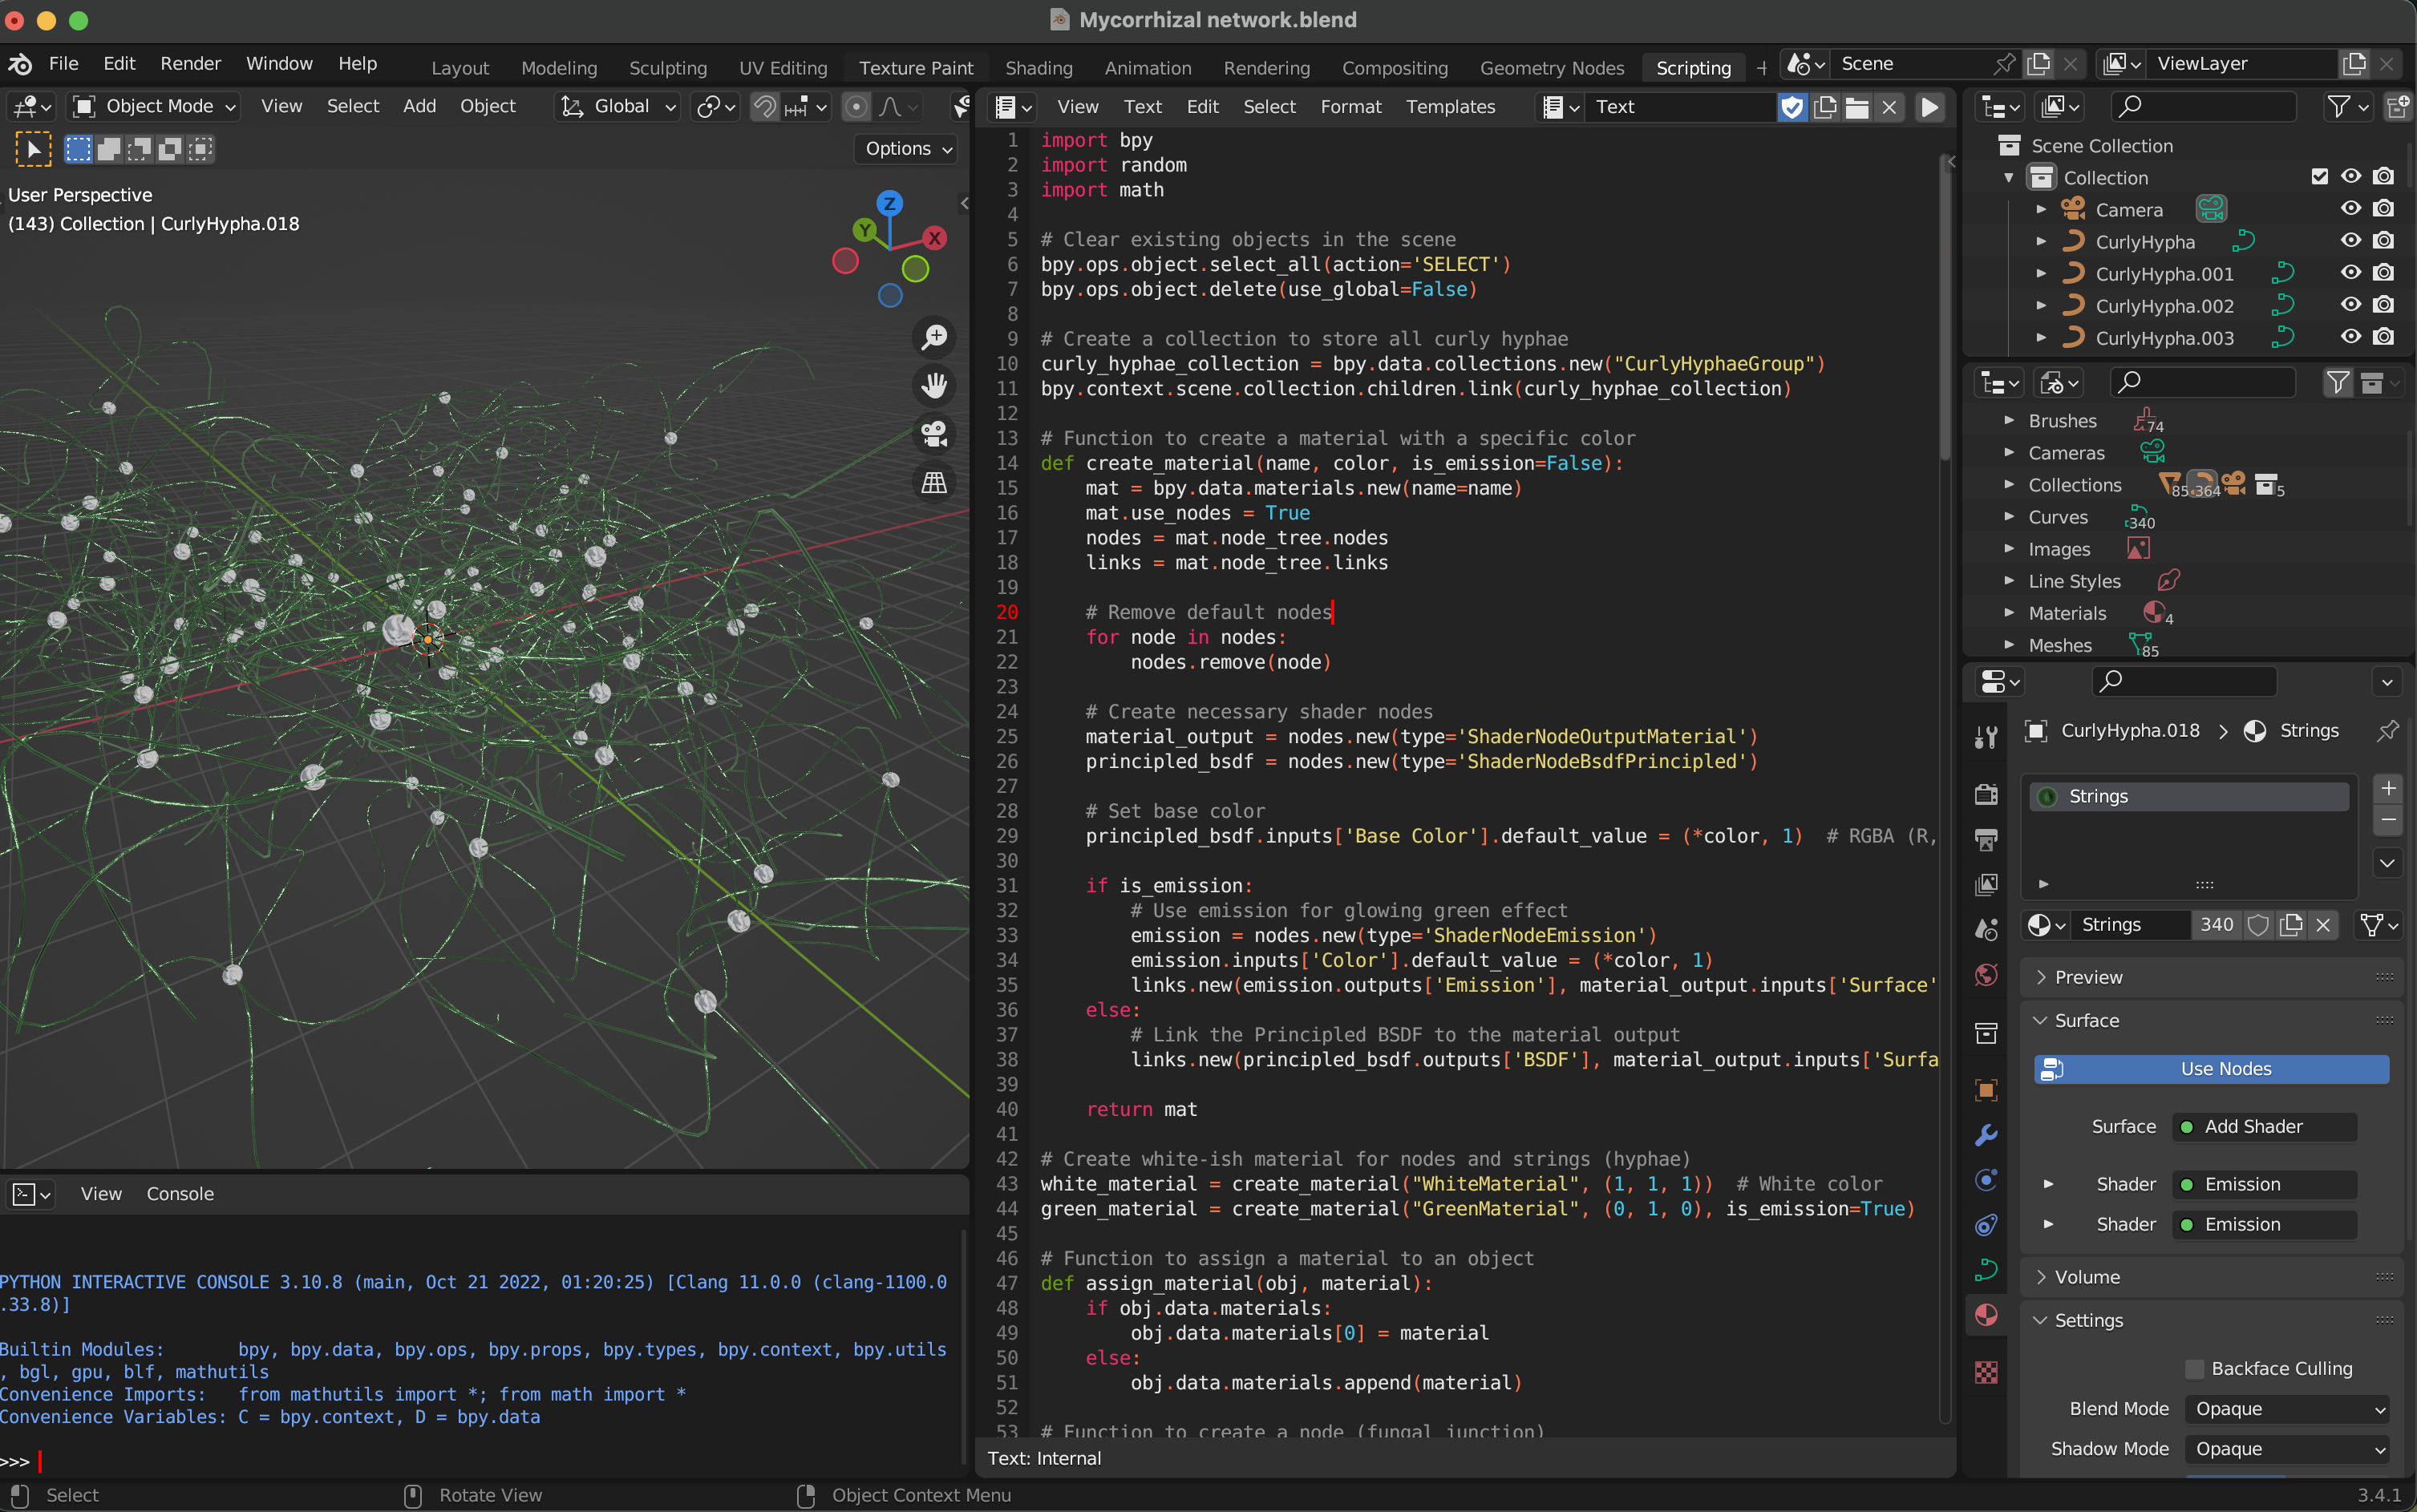 Mycorrhizal network.blend
File Edit Render Window Help Layout Modeling Sculpting UV Editing Texture Paint Shading Animation Rendering Compositing Geometry Nodes Scripting + Scene ViewLayer
Object Mode View Select Add Object Global
Options
User Perspective
(143) Collection | CurlyHypha.018
Z
Y
X
View Text Edit Select Format Templates Text
1 import bpy
2 import random
3 import math
4
5 # Clear existing objects in the scene
6 bpy.ops.object.select_all(action='SELECT')
7 bpy.ops.object.delete(use_global=False)
8
9 # Create a collection to store all curly hyphae
10 curly_hyphae_collection = bpy.data.collections.new("CurlyHyphaeGroup")
11 bpy.context.scene.collection.children.link(curly_hyphae_collection)
12
13 # Function to create a material with a specific color
14 def create_material(name, color, is_emission=False):
15     mat = bpy.data.materials.new(name=name)
16     mat.use_nodes = True
17     nodes = mat.node_tree.nodes
18     links = mat.node_tree.links
19
20     # Remove default nodes
21     for node in nodes:
22         nodes.remove(node)
23
24     # Create necessary shader nodes
25     material_output = nodes.new(type='ShaderNodeOutputMaterial')
26     principled_bsdf = nodes.new(type='ShaderNodeBsdfPrincipled')
27
28     # Set base color
29     principled_bsdf.inputs['Base Color'].default_value = (*color, 1)  # RGBA (R,
30
31     if is_emission:
32         # Use emission for glowing green effect
33         emission = nodes.new(type='ShaderNodeEmission')
34         emission.inputs['Color'].default_value = (*color, 1)
35         links.new(emission.outputs['Emission'], material_output.inputs['Surface'
36     else:
37         # Link the Principled BSDF to the material output
38         links.new(principled_bsdf.outputs['BSDF'], material_output.inputs['Surfa
39
40     return mat
41
42 # Create white-ish material for nodes and strings (hyphae)
43 white_material = create_material("WhiteMaterial", (1, 1, 1))  # White color
44 green_material = create_material("GreenMaterial", (0, 1, 0), is_emission=True)
45
46 # Function to assign a material to an object
47 def assign_material(obj, material):
48     if obj.data.materials:
49         obj.data.materials[0] = material
50     else:
51         obj.data.materials.append(material)
52
53 # Function to create a node (fungal junction)
Text: Internal
View Console
PYTHON INTERACTIVE CONSOLE 3.10.8 (main, Oct 21 2022, 01:20:25) [Clang 11.0.0 (clang-1100.0
.33.8)]
Builtin Modules: bpy, bpy.data, bpy.ops, bpy.props, bpy.types, bpy.context, bpy.utils
, bgl, gpu, blf, mathutils
Convenience Imports: from mathutils import *; from math import *
Convenience Variables: C = bpy.context, D = bpy.data
>>>
Scene Collection
Collection
Camera
CurlyHypha
CurlyHypha.001
CurlyHypha.002
CurlyHypha.003
Brushes 74
Cameras
Collections 85 364 5
Curves 340
Images
Line Styles
Materials 4
Meshes 85
CurlyHypha.018 > Strings
Strings
Strings 340
Preview
Surface
Use Nodes
Surface Add Shader
Shader Emission
Shader Emission
Volume
Settings
Backface Culling
Blend Mode Opaque
Shadow Mode Opaque
Select Rotate View Object Context Menu 3.4.1